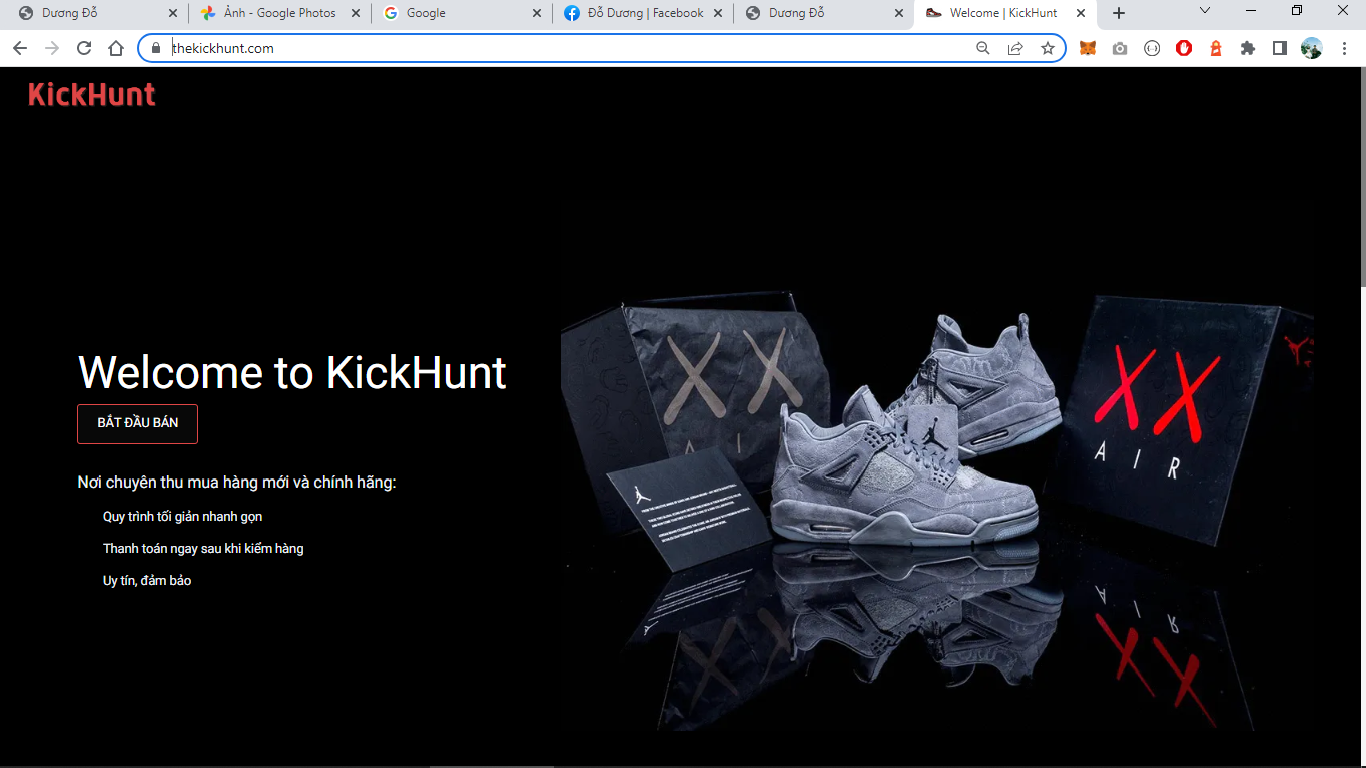 Dương Đỗ
Ảnh - Google Photos
Google
Đỗ Dương | Facebook
Dương Đỗ
Welcome | KickHunt
thekickhunt.com
KickHunt
Welcome to KickHunt
BẮT ĐẦU BÁN
Nơi chuyên thu mua hàng mới và chính hãng:
Quy trình tối giản nhanh gọn
Thanh toán ngay sau khi kiểm hàng
Uy tín, đảm bảo
XX
AI
XX
AIR